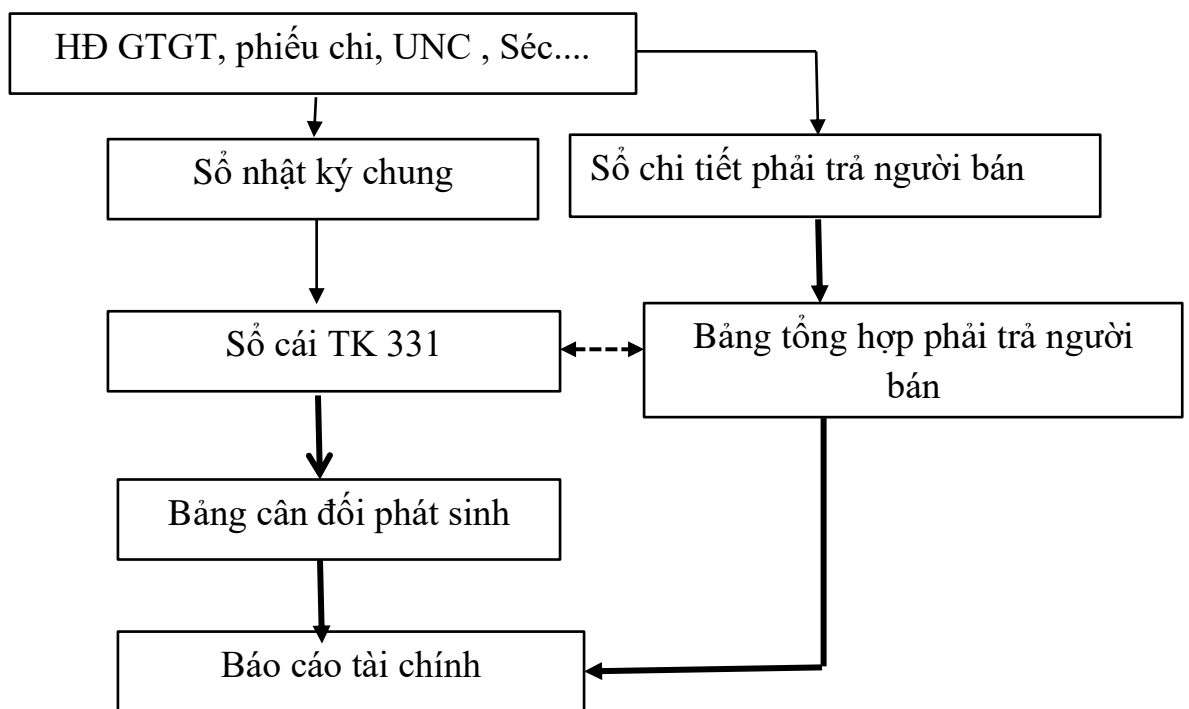 HĐ GTGT, phiếu chi, UNC , Séc....
Sổ nhật ký chung
Sổ chi tiết phải trả người bán
Sổ cái TK 331
Bảng tổng hợp phải trả người
bán
Bảng cân đối phát sinh
Báo cáo tài chính